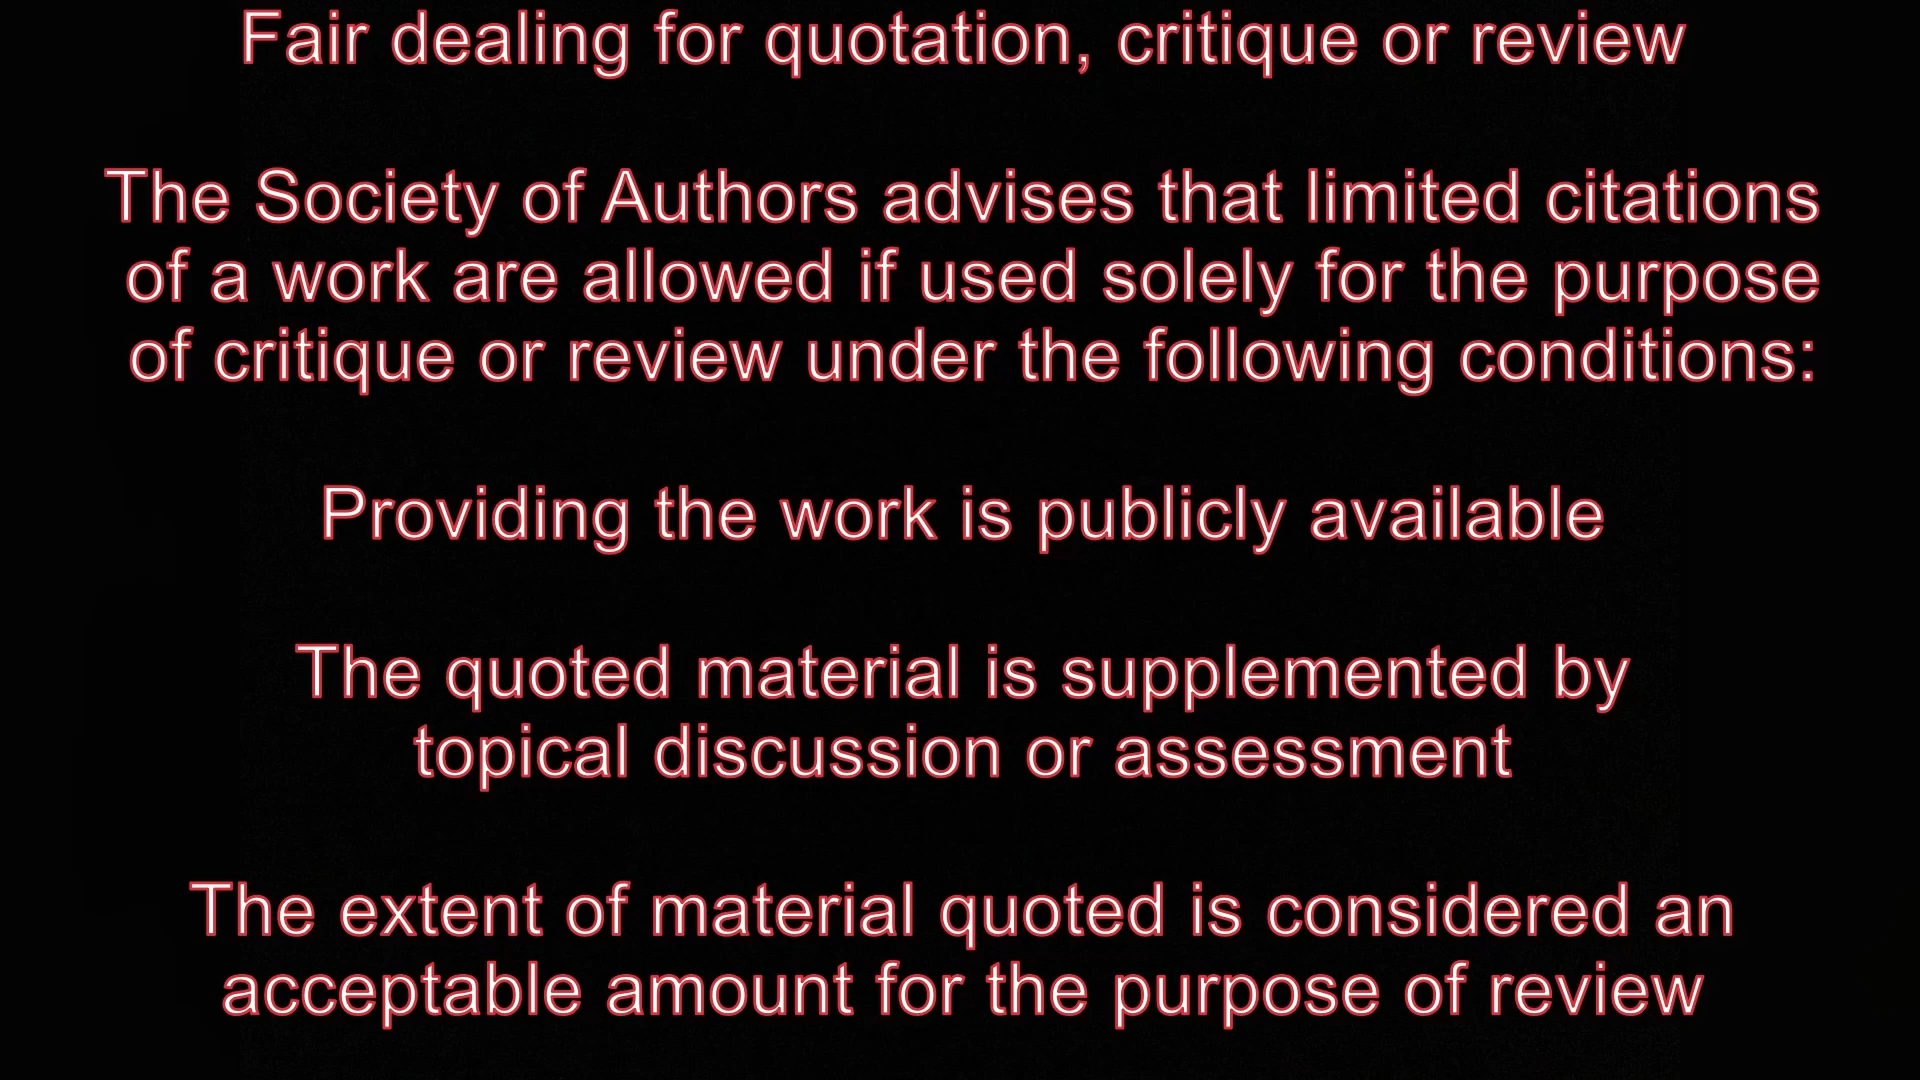 Fair dealing for quotation, critique or review
The Society of Authors advises that limited citations
of a work are allowed if used solely for the purpose
of critique or review under the following conditions:
Providing the work is publicly available
The quoted material is supplemented by
topical discussion or assessment
The extent of material quoted is considered an
acceptable amount for the purpose of review